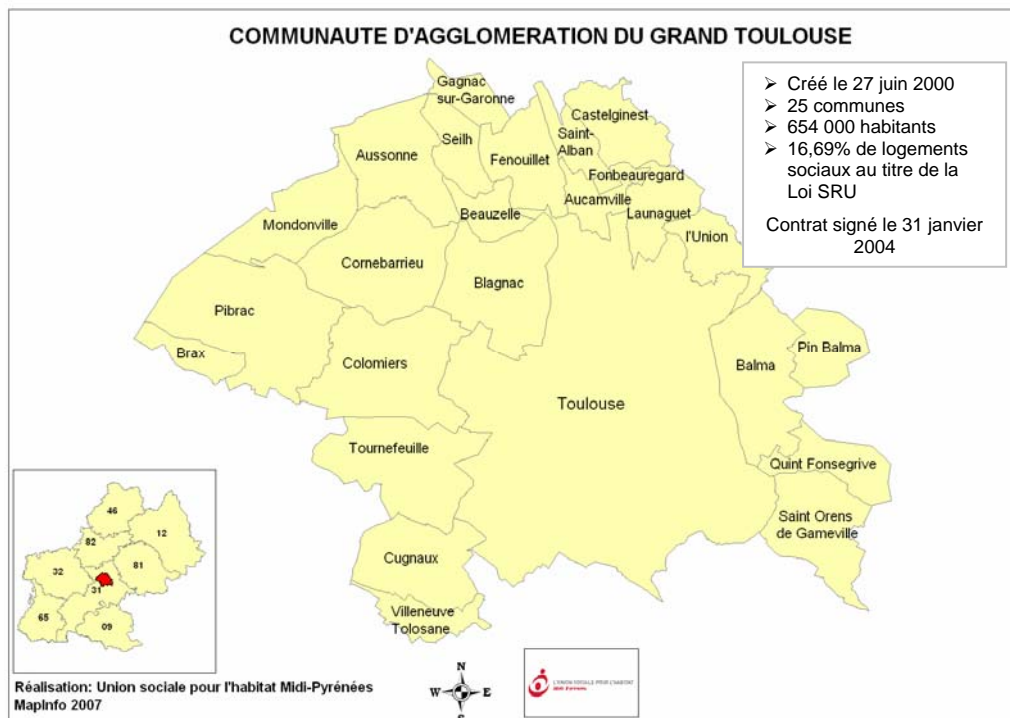 COMMUNAUTE D'AGGLOMERATION DU GRAND TOULOUSE
➢ Créé le 27 juin 2000
➢ 25 communes
➢ 654 000 habitants
➢ 16,69% de logements
sociaux au titre de la
Loi SRU
Contrat signé le 31 janvier
2004
Gagnac
sur-Garonne
Castelginest
Seilh
Saint-
Alban
Aussonne
Fenouillet
Fonbeauregard
Aucamville
Beauzelle
Launaguet
Mondonville
l'Union
Cornebarrieu
Blagnac
Pibrac
Pin Balma
Brax
Colomiers
Balma
Toulouse
Tournefeuille
Quint Fonsegrive
Saint Orens
de Gameville
Cugnaux
Villeneuve
Tolosane
46
12
82
32
81
31
65
09
N
W E
S
Réalisation: Union sociale pour l'habitat Midi-Pyrénées
MapInfo 2007
L'UNION SOCIALE POUR L'HABITAT